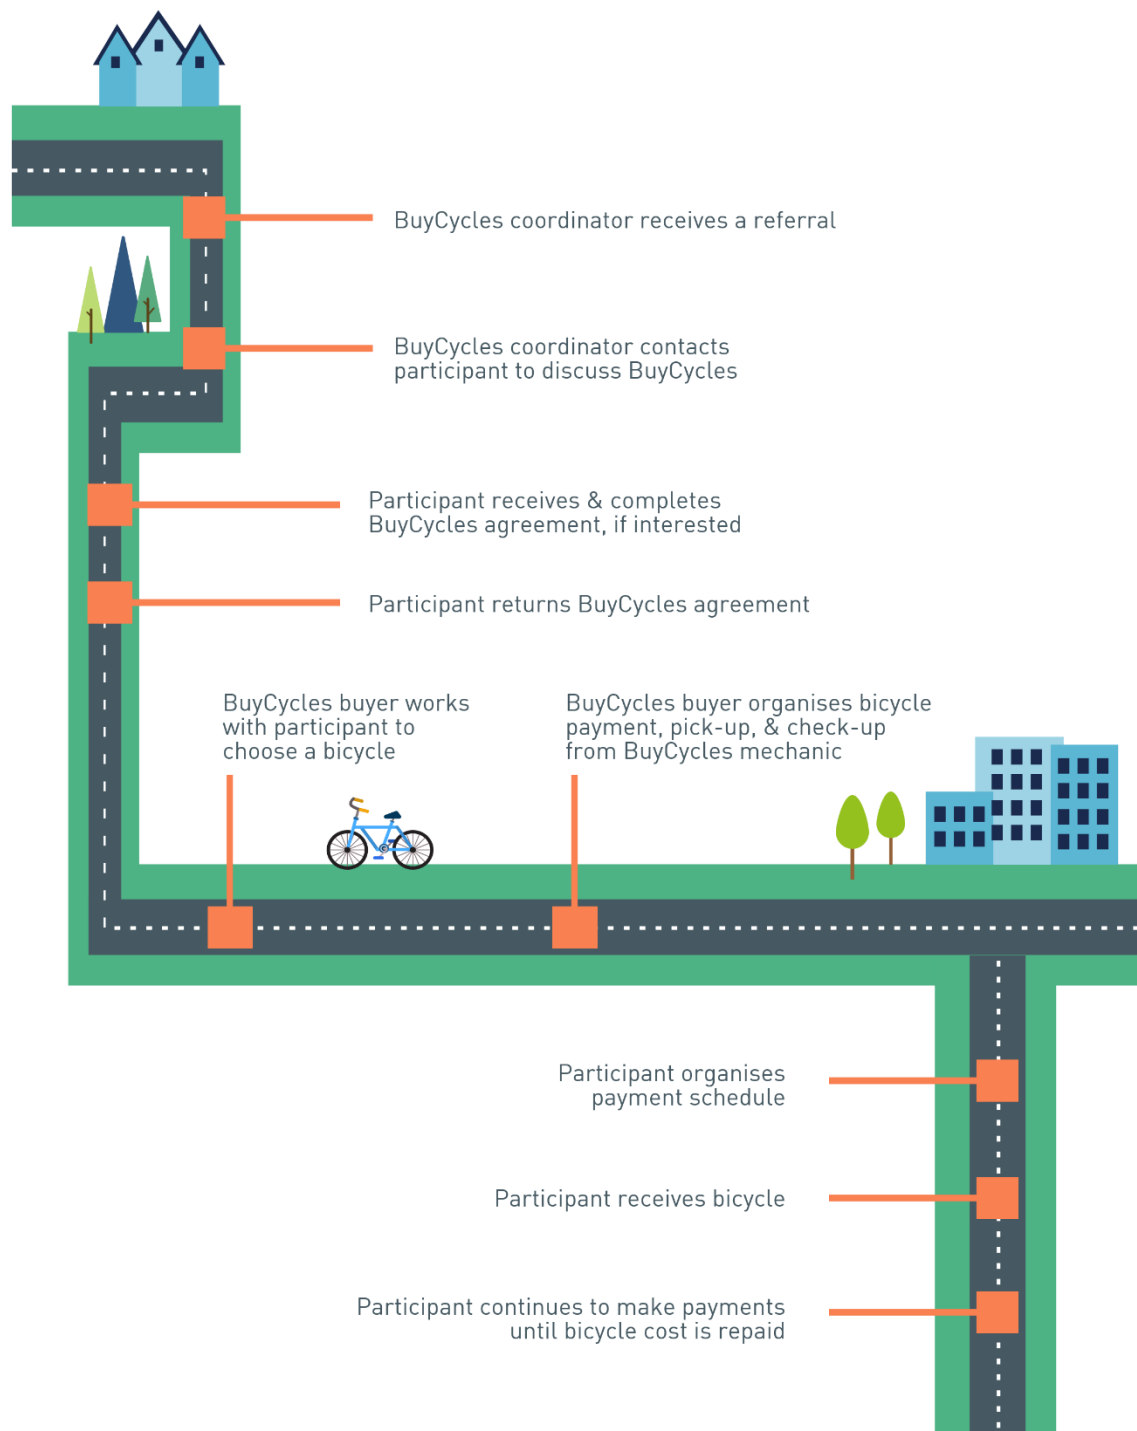 BuyCycles coordinator receives a referral
BuyCycles coordinator contacts
participant to discuss BuyCycles
Participant receives & completes
BuyCycles agreement, if interested
Participant returns BuyCycles agreement
BuyCycles buyer works
with participant to
choose a bicycle
BuyCycles buyer organises bicycle
payment, pick-up, & check-up
from BuyCycles mechanic
Participant organises
payment schedule
Participant receives bicycle
Participant continues to make payments
until bicycle cost is repaid